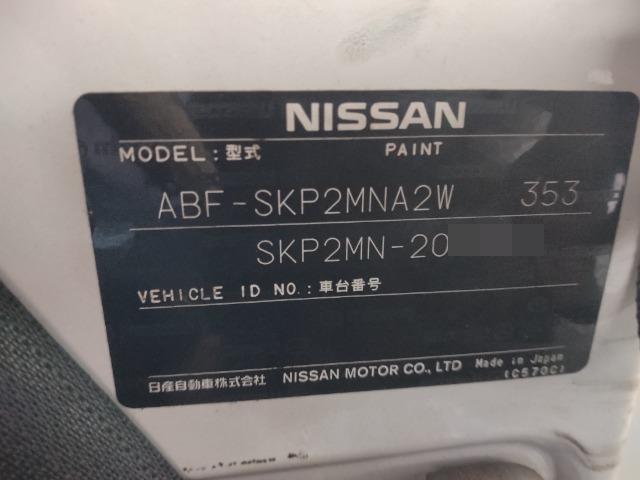 NISSAN
MODEL : 型式 PAINT
ABF-SKP2MNA2W 353
SKP2MN-20
VEHICLE ID NO. : 車台番号
日産自動車株式会社 NISSAN MOTOR CO., LTD Made in Japan
(C570C)